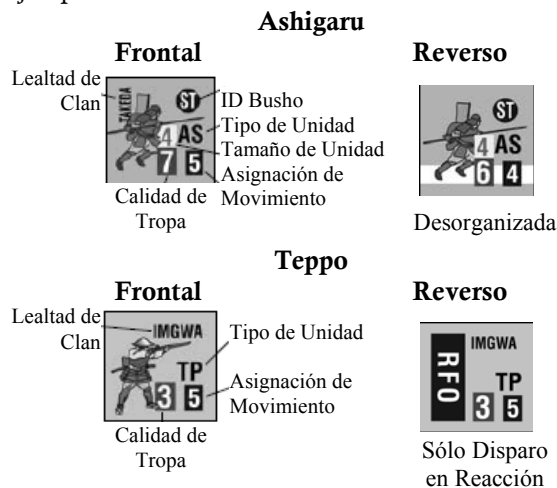 Ashigaru
Frontal
Reverso
Lealtad de
Clan
TAKEDA
ST
4 AS
7 5
ID Busho
Tipo de Unidad
Tamaño de Unidad
Asignación de
Movimiento
Calidad de
Tropa
ST
4 AS
6 4
Desorganizada
Teppo
Frontal
Reverso
Lealtad de
Clan
IMGWA
TP
3 5
Tipo de Unidad
Asignación de
Movimiento
Calidad de
Tropa
RFO
IMGWA
TP
3 5
Sólo Disparo
en Reacción